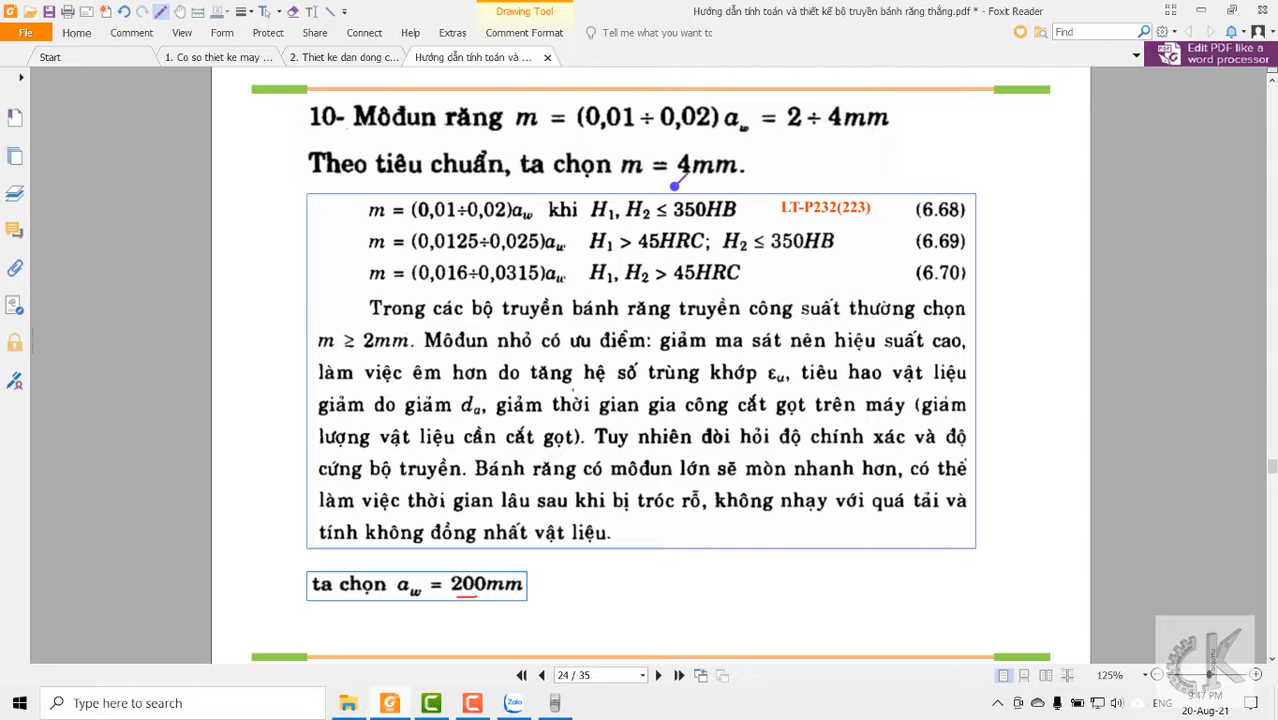 Drawing Tool
Hướng dẫn tính toán và thiết kế bộ truyền bánh răng thẳng.pdf * - Foxit Reader
File Home Comment View Form Protect Share Connect Help Extras Comment Format Tell me what you want to
Find
Start 1. Co so thiet ke may ... 2. Thiet ke dan dong c... Hướng dẫn tính toán và ...
Edit PDF like a
word processor
10- Môđun răng m = (0,01 ÷ 0,02) aw = 2 ÷ 4mm
Theo tiêu chuẩn, ta chọn m = 4mm.
m = (0,01÷0,02)aw khi H1, H2 ≤ 350HB LT-P232(223) (6.68)
m = (0,0125÷0,025)aw H1 > 45HRC; H2 ≤ 350HB (6.69)
m = (0,016÷0,0315)aw H1, H2 > 45HRC (6.70)
Trong các bộ truyền bánh răng truyền công suất thường chọn
m ≥ 2mm. Môđun nhỏ có ưu điểm: giảm ma sát nên hiệu suất cao,
làm việc êm hơn do tăng hệ số trùng khớp εα, tiêu hao vật liệu
giảm do giảm da, giảm thời gian gia công cắt gọt trên máy (giảm
lượng vật liệu cần cắt gọt). Tuy nhiên đòi hỏi độ chính xác và độ
cứng bộ truyền. Bánh răng có môđun lớn sẽ mòn nhanh hơn, có thể
làm việc thời gian lâu sau khi bị tróc rỗ, không nhạy với quá tải và
tính không đồng nhất vật liệu.
ta chọn aw = 200mm
24 / 35
125%
CK
Type here to search
Zalo
ENG
9:47 PM
20-Aug-21